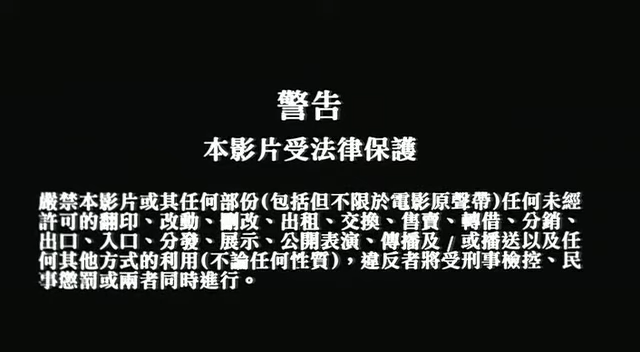 警告
本影片受法律保護
嚴禁本影片或其任何部份(包括但不限於電影原聲帶)任何未經
許可的翻印、改動、刪改、出租、交換、售賣、轉借、分銷、
出口、入口、分發、展示、公開表演、傳播及/或播送以及任
何其他方式的利用(不論任何性質)，違反者將受刑事檢控、民
事懲罰或兩者同時進行。